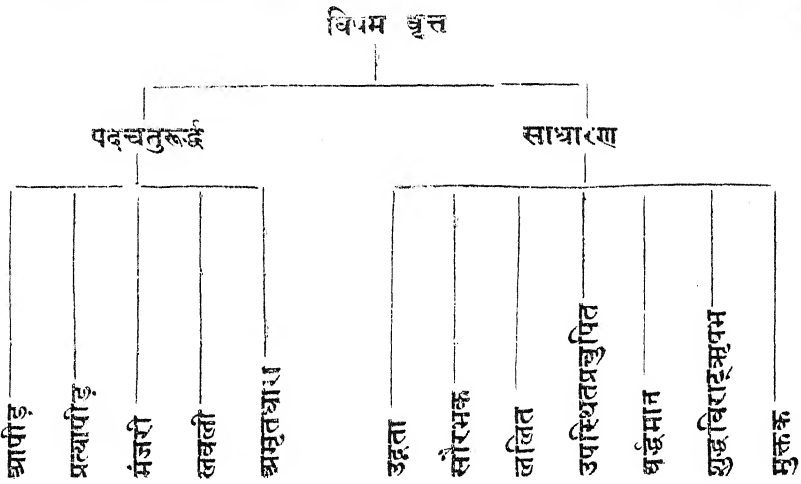 विषम वृत्त
पदचतुरूर्द्ध
साधारण
आपीड़
प्रत्यापीड़
मंजरी
लवली
अमृतधारा
उद्गता
सौरभक
ललित
उपस्थितप्रचुपित
वर्द्धमान
शुद्धविराट्ऋषभ
मुक्तक